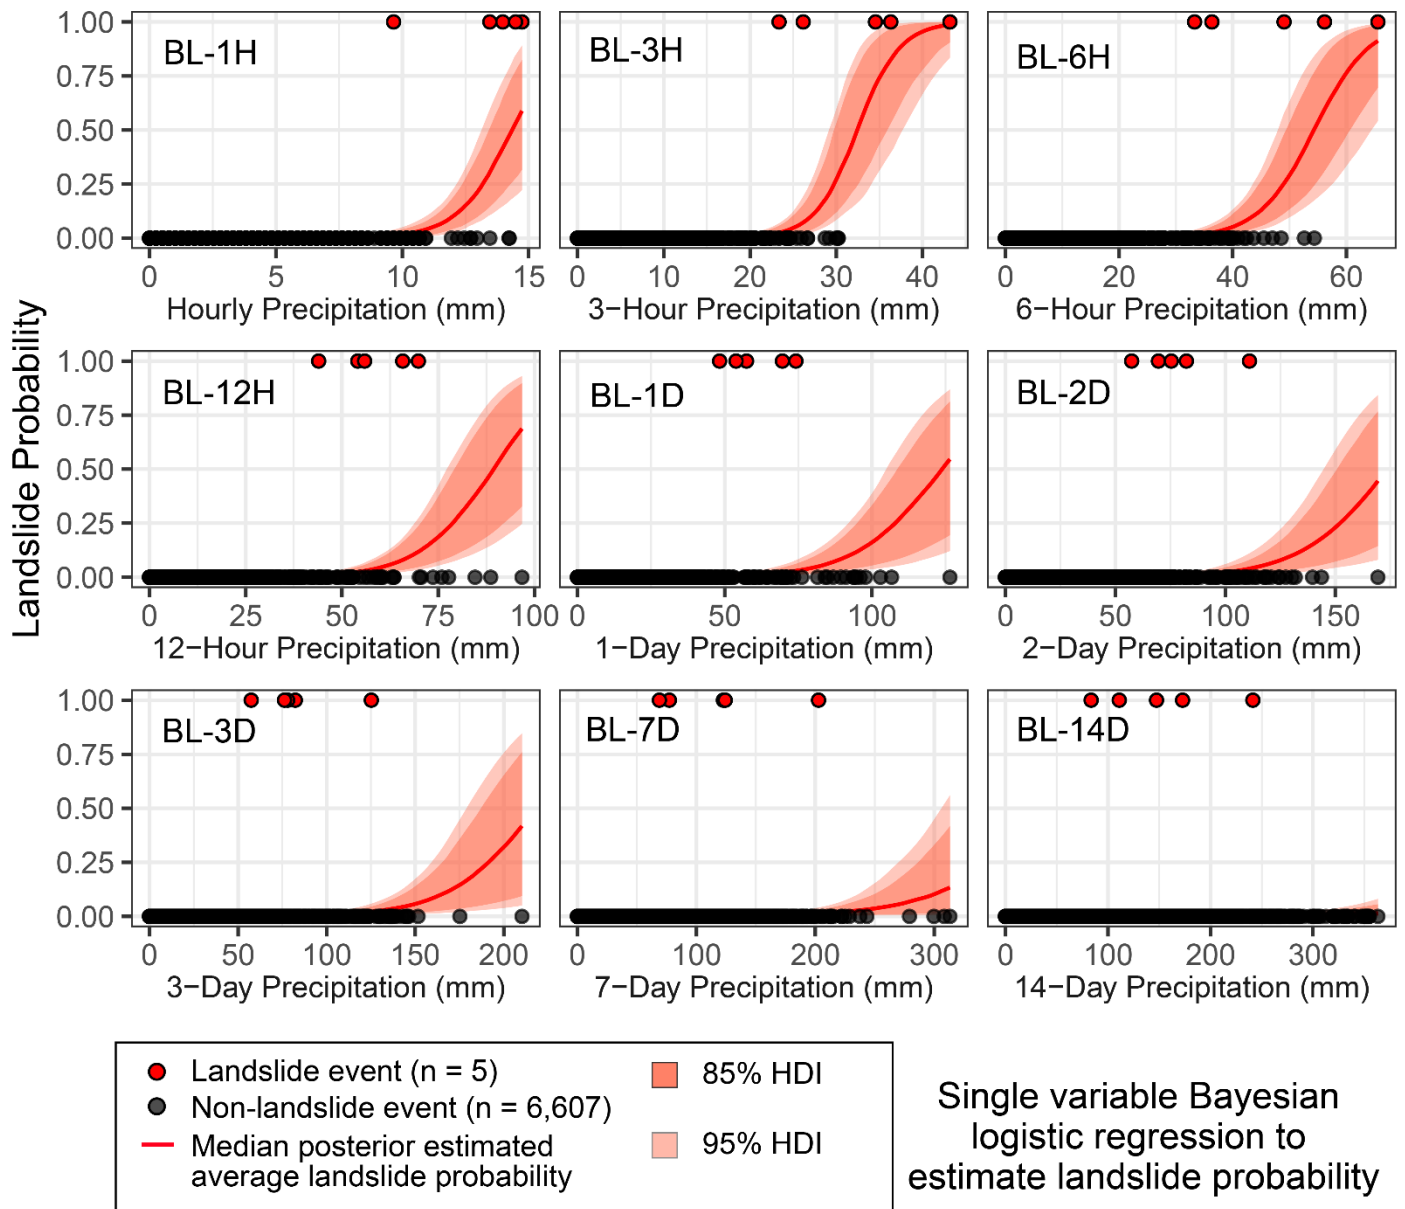 Landslide Probability
BL-1H
1.00
0.75
0.50
0.25
0.00
0 5 10 15
Hourly Precipitation (mm)
BL-3H
0 10 20 30 40
3−Hour Precipitation (mm)
BL-6H
0 20 40 60
6−Hour Precipitation (mm)
BL-12H
1.00
0.75
0.50
0.25
0.00
0 25 50 75 100
12−Hour Precipitation (mm)
BL-1D
0 50 100
1−Day Precipitation (mm)
BL-2D
0 50 100 150
2−Day Precipitation (mm)
BL-3D
1.00
0.75
0.50
0.25
0.00
0 50 100 150 200
3−Day Precipitation (mm)
BL-7D
0 100 200 300
7−Day Precipitation (mm)
BL-14D
0 100 200 300
14−Day Precipitation (mm)
Landslide event (n = 5)
Non-landslide event (n = 6,607)
Median posterior estimated
average landslide probability
85% HDI
95% HDI
Single variable Bayesian
logistic regression to
estimate landslide probability